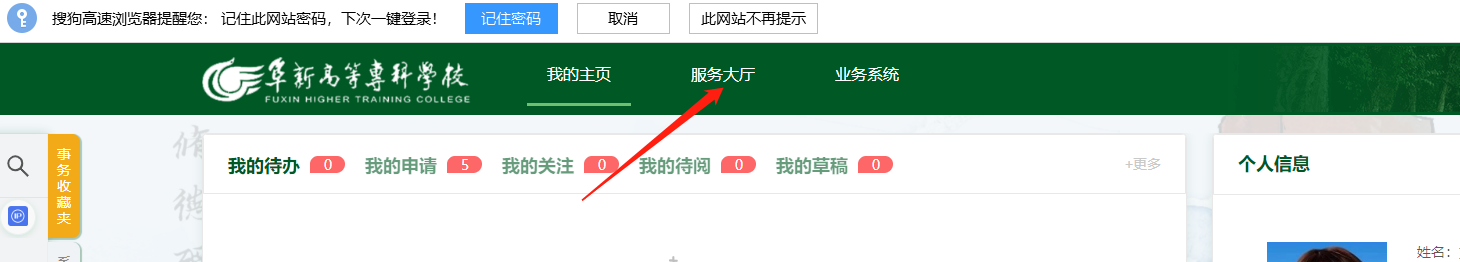 搜狗高速浏览器提醒您: 记住此网站密码, 下次一键登录! 记住密码 取消 此网站不再提示
阜新高等專科學校 我的主页 服务大厅 业务系统
FUXIN HIGHER TRAINING COLLEGE
事务收藏夹
我的待办 0 我的申请 5 我的关注 0 我的待阅 0 我的草稿 0 +更多
个人信息
IP
系
姓名: